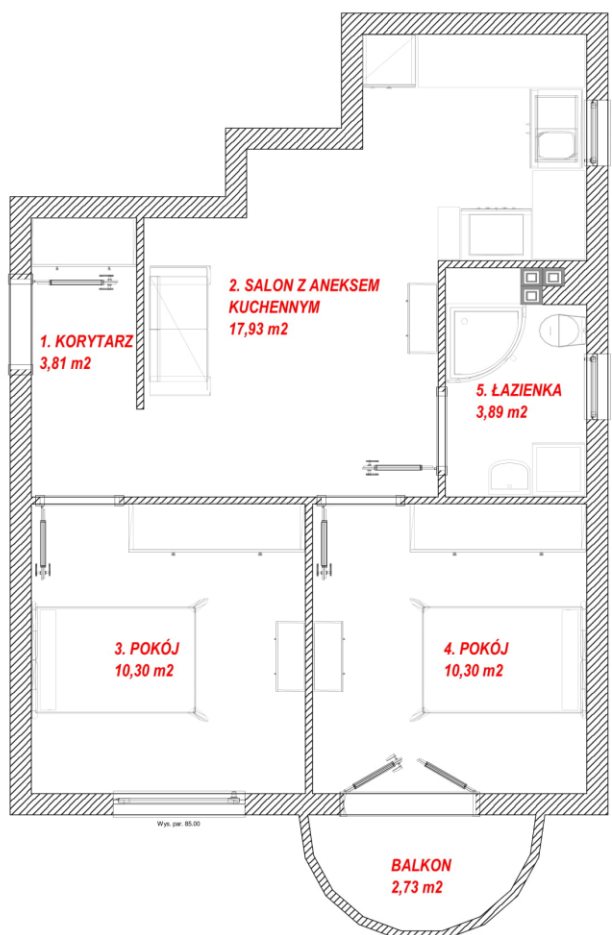 2. SALON Z ANEKSEM
KUCHENNYM
17,93 m2
1. KORYTARZ
3,81 m2
5. ŁAZIENKA
3,89 m2
3. POKÓJ
10,30 m2
4. POKÓJ
10,30 m2
Wys. par. 85.00
BALKON
2,73 m2